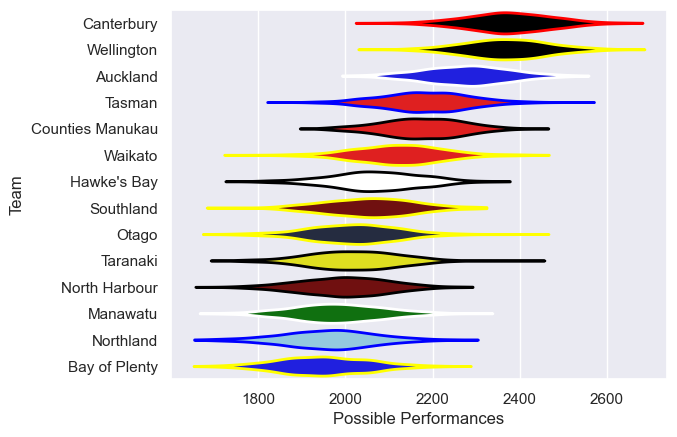 Canterbury
Wellington
Auckland
Tasman
Counties Manukau
Waikato
Hawke's Bay
Southland
Otago
Taranaki
North Harbour
Manawatu
Northland
Bay of Plenty
Team
1800 2000 2200 2400 2600
Possible Performances